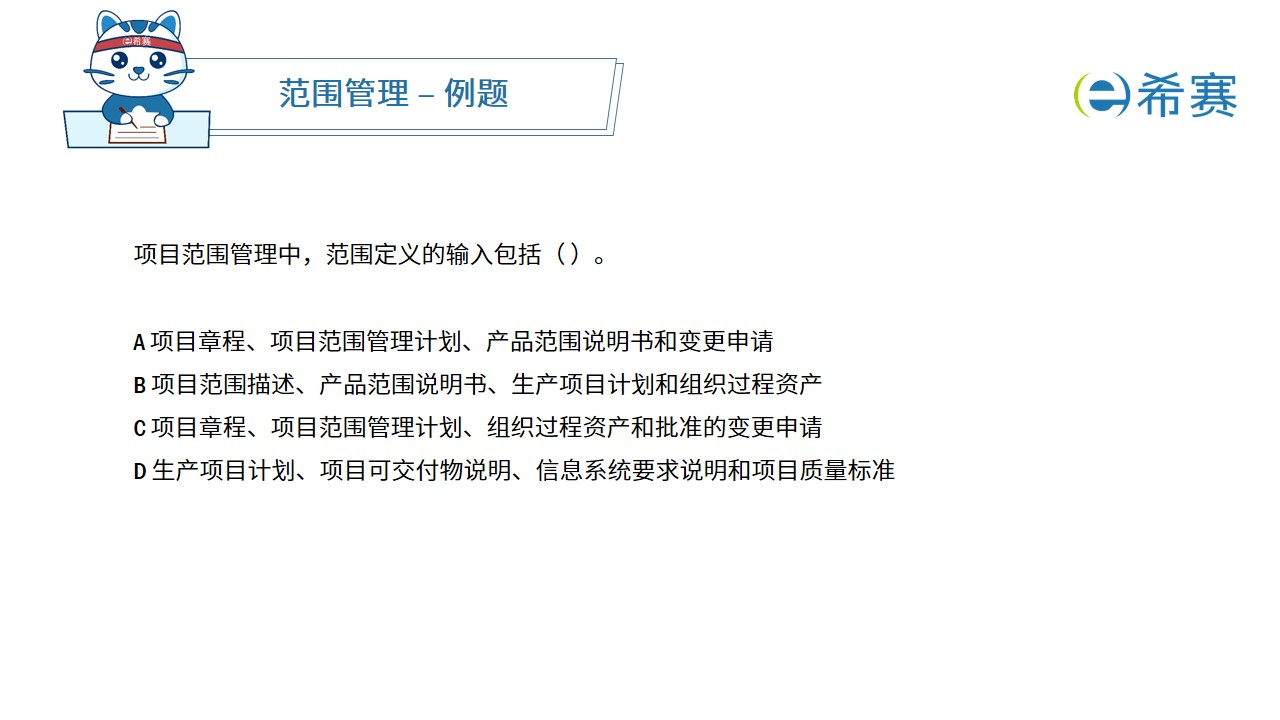 希赛
范围管理 – 例题
希赛
项目范围管理中，范围定义的输入包括（ ）。
A 项目章程、项目范围管理计划、产品范围说明书和变更申请
B 项目范围描述、产品范围说明书、生产项目计划和组织过程资产
C 项目章程、项目范围管理计划、组织过程资产和批准的变更申请
D 生产项目计划、项目可交付物说明、信息系统要求说明和项目质量标准